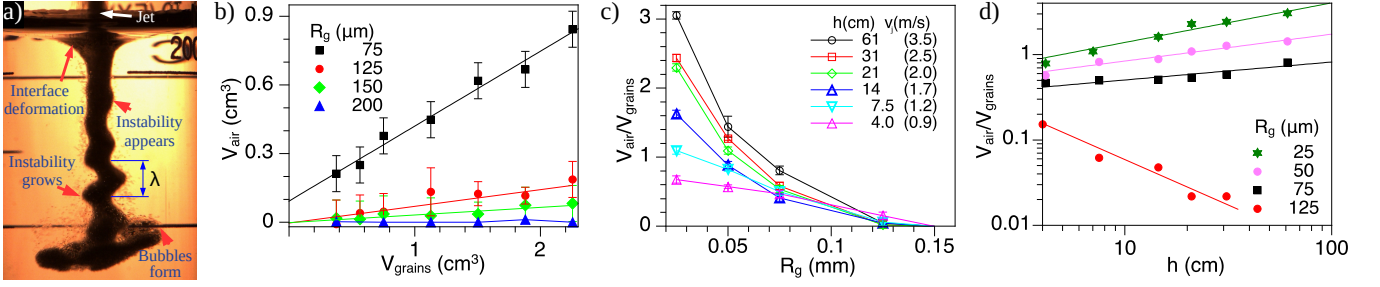 a)
Jet
200
Interface
deformation
Instability
appears
Instability
grows
λ
Bubbles
form
b)
V_air (cm³)
0.9
0.6
0.3
0
R_g (μm)
75
125
150
200
1
2
V_grains (cm³)
c)
V_air/V_grains
3
2
1
0
h(cm) v_j(m/s)
61 (3.5)
31 (2.5)
21 (2.0)
14 (1.7)
7.5 (1.2)
4.0 (0.9)
0.05
0.10
0.15
R_g (mm)
d)
V_air/V_grains
1
0.1
0.01
R_g (μm)
25
50
75
125
10
100
h (cm)